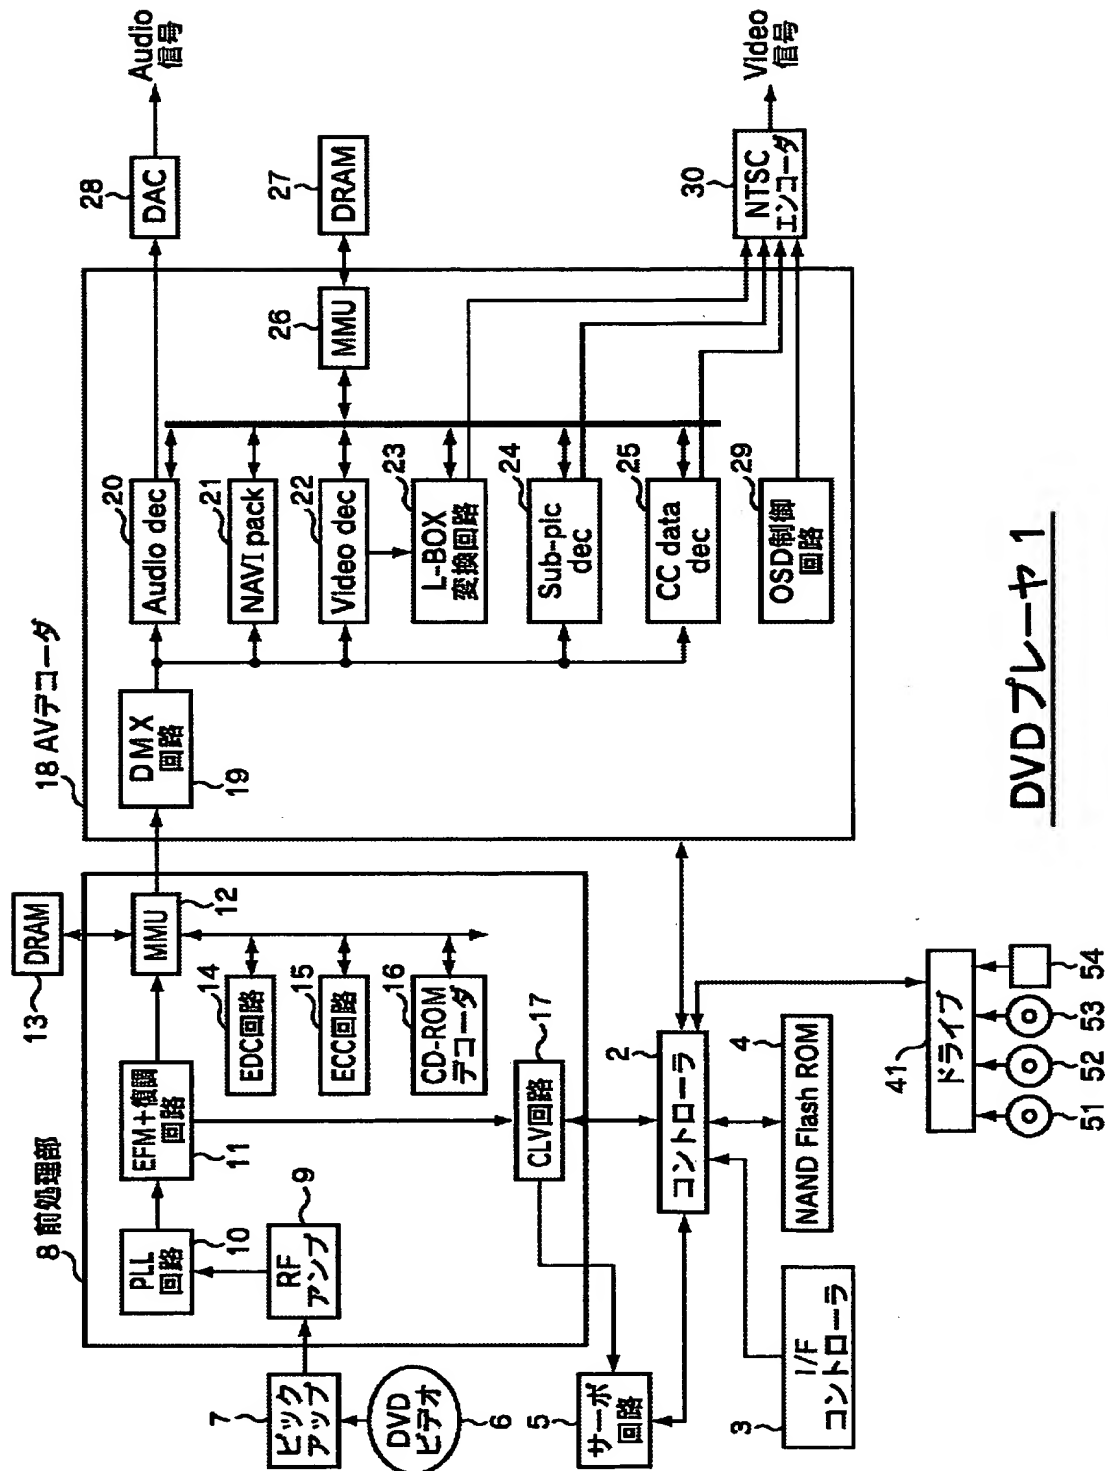 8 前処理部
7
ピック
アップ
DVD
ビデオ
6
RF
アンプ
9
PLL
回路
10
EFM+復調
回路
11
MMU
12
DRAM
13
EDC回路
14
ECC回路
15
CD-ROM
デコーダ
16
CLV回路
17
サーボ
回路
5
I/F
コントローラ
3
コントローラ
2
NAND Flash ROM
4
ドライブ
41
51
52
53
54
18 AVデコーダ
DMX
回路
19
Audio dec
20
NAVI pack
21
Video dec
22
L-BOX
変換回路
23
Sub-pic
dec
24
CC data
dec
25
OSD制御
回路
29
MMU
26
DRAM
27
DAC
28
Audio
信号
NTSC
エンコーダ
30
Video
信号
DVDプレーヤ 1